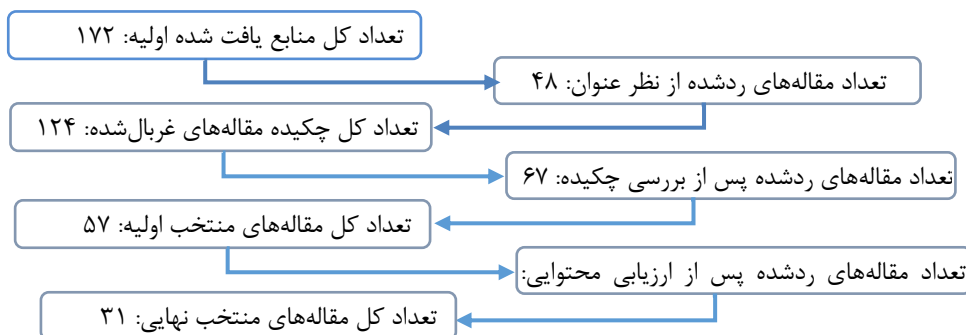 تعداد کل منابع یافت شده اولیه: ۱۷۲
تعداد مقاله‌های ردشده از نظر عنوان: ۴۸
تعداد کل چکیده مقاله‌های غربال‌شده: ۱۲۴
تعداد مقاله‌های ردشده پس از بررسی چکیده: ۶۷
تعداد کل مقاله‌های منتخب اولیه: ۵۷
تعداد مقاله‌های ردشده پس از ارزیابی محتوایی:
تعداد کل مقاله‌های منتخب نهایی: ۳۱